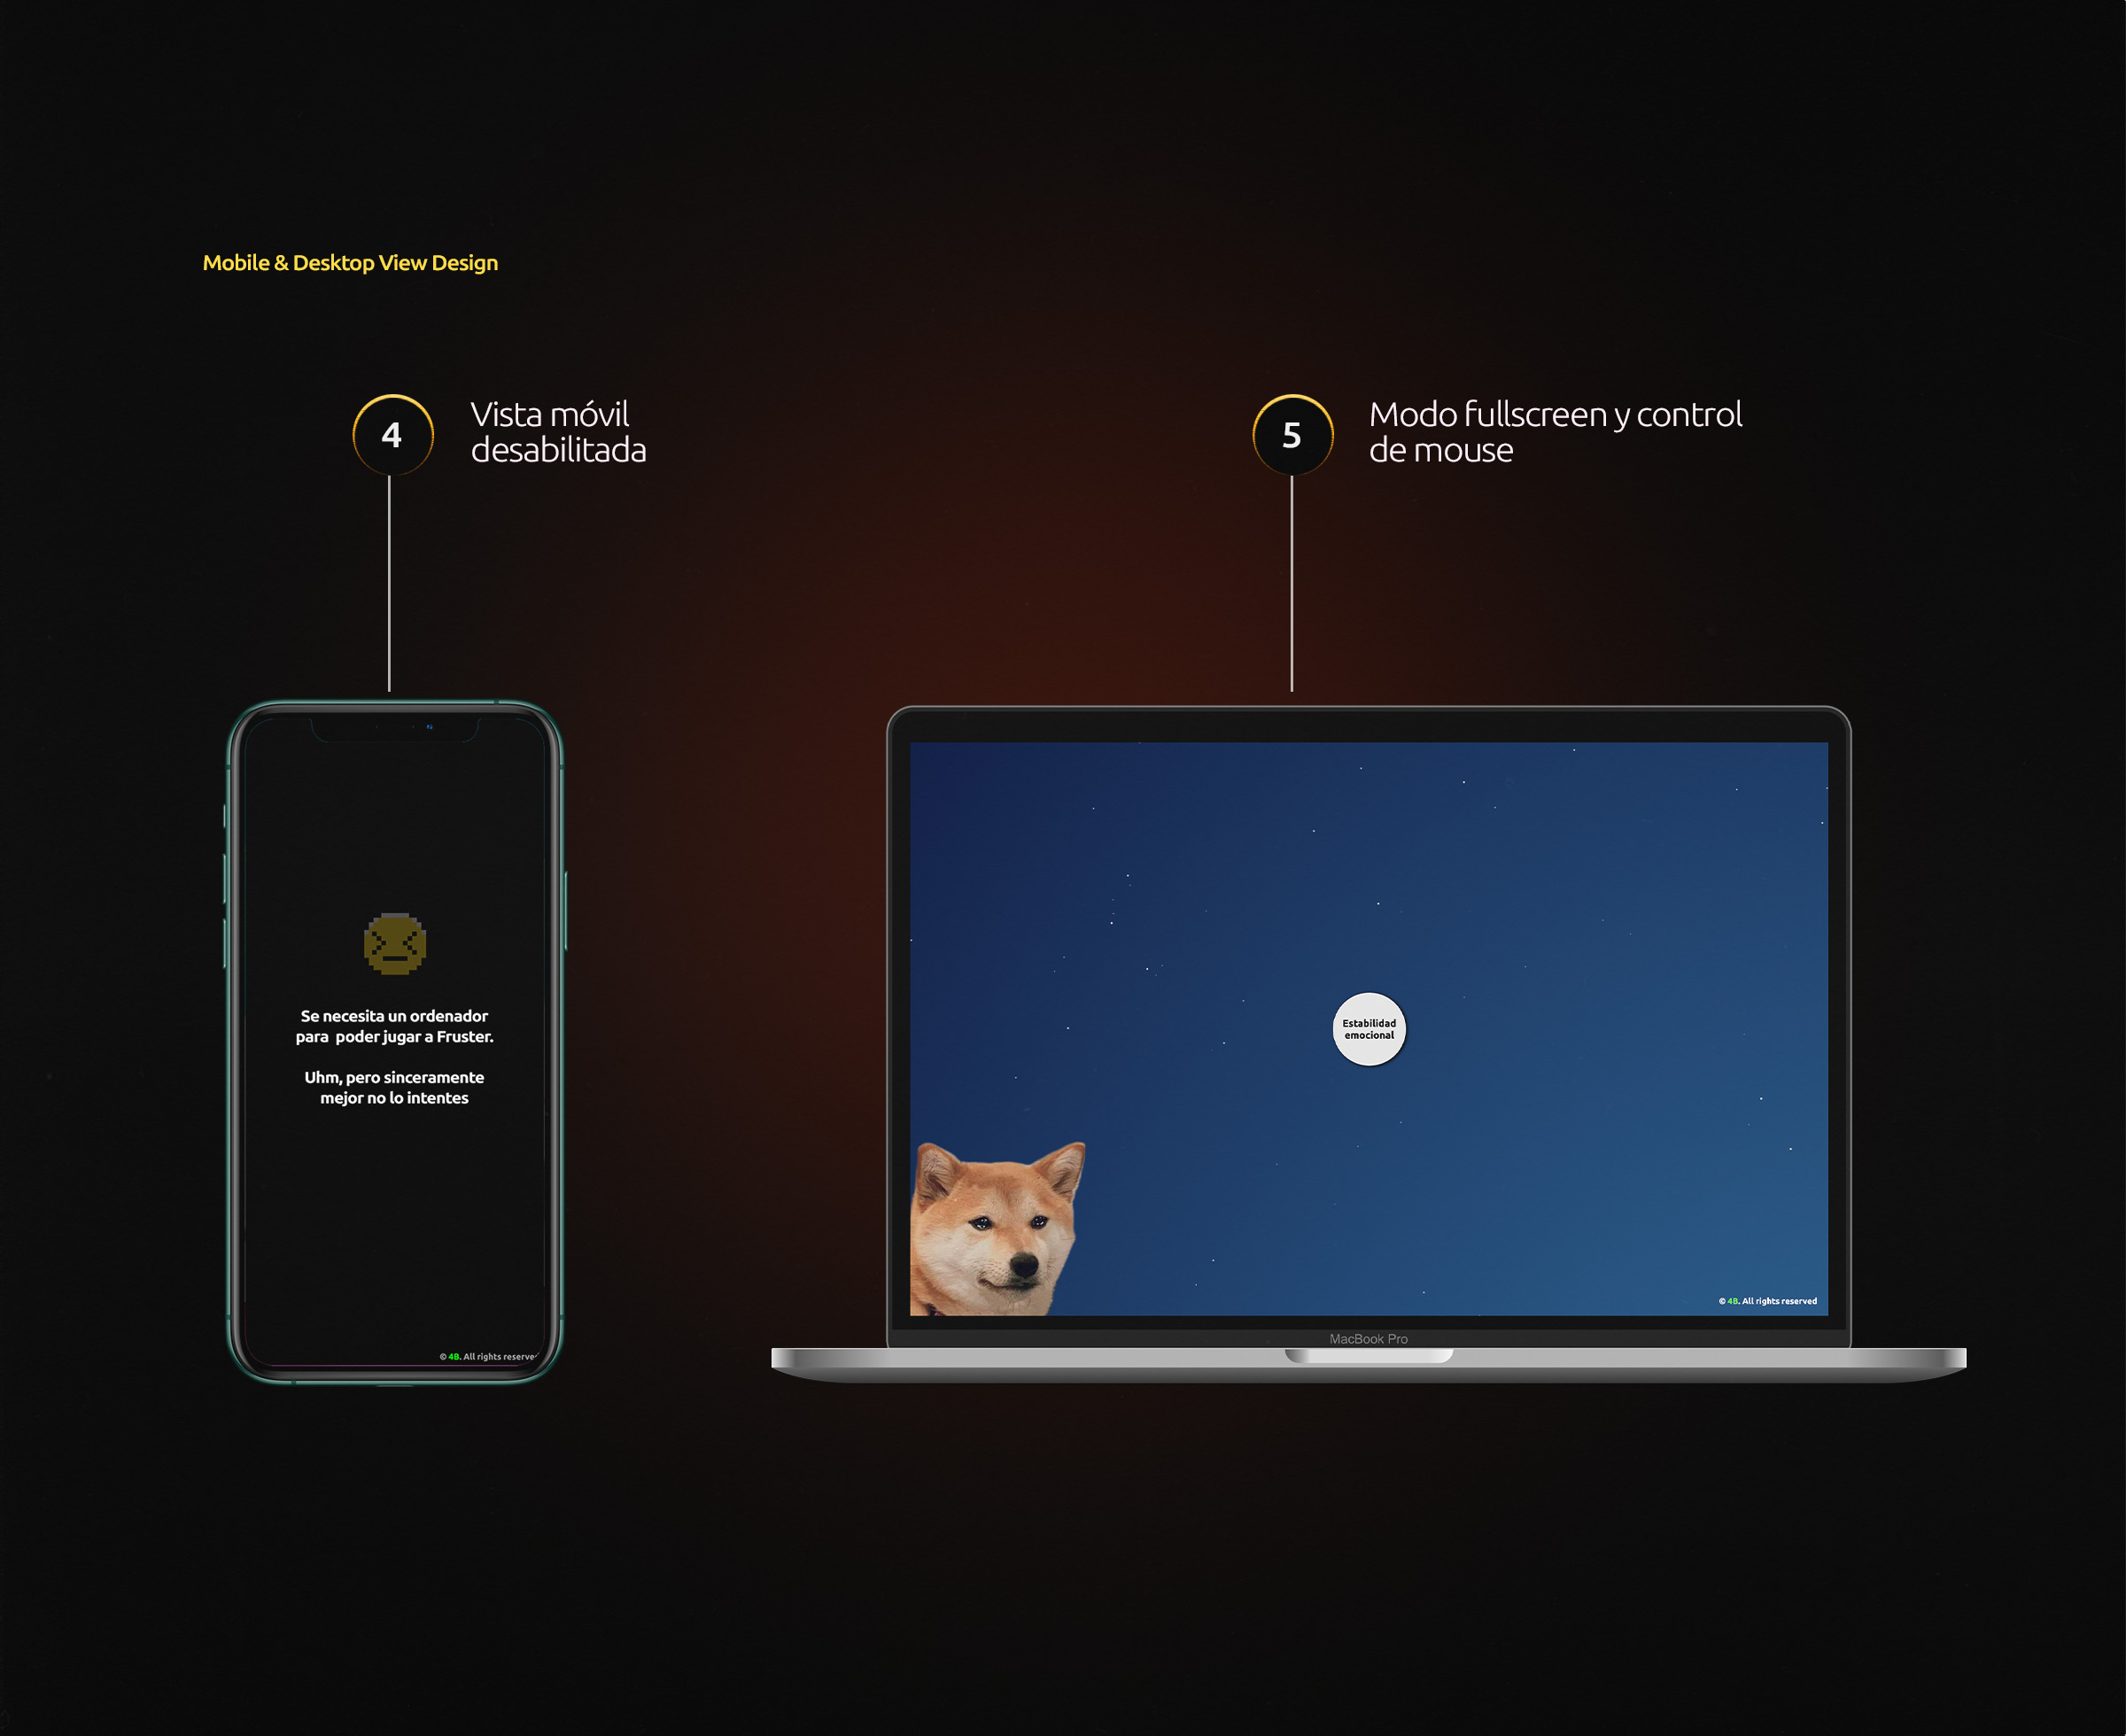 Mobile & Desktop View Design
4
Vista móvil
desabilitada
5
Modo fullscreen y control
de mouse
Se necesita un ordenador
para poder jugar a Fruster.
Uhm, pero sinceramente
mejor no lo intentes
© 4B. All rights reserved
Estabilidad
emocional
© 4B. All rights reserved
MacBook Pro